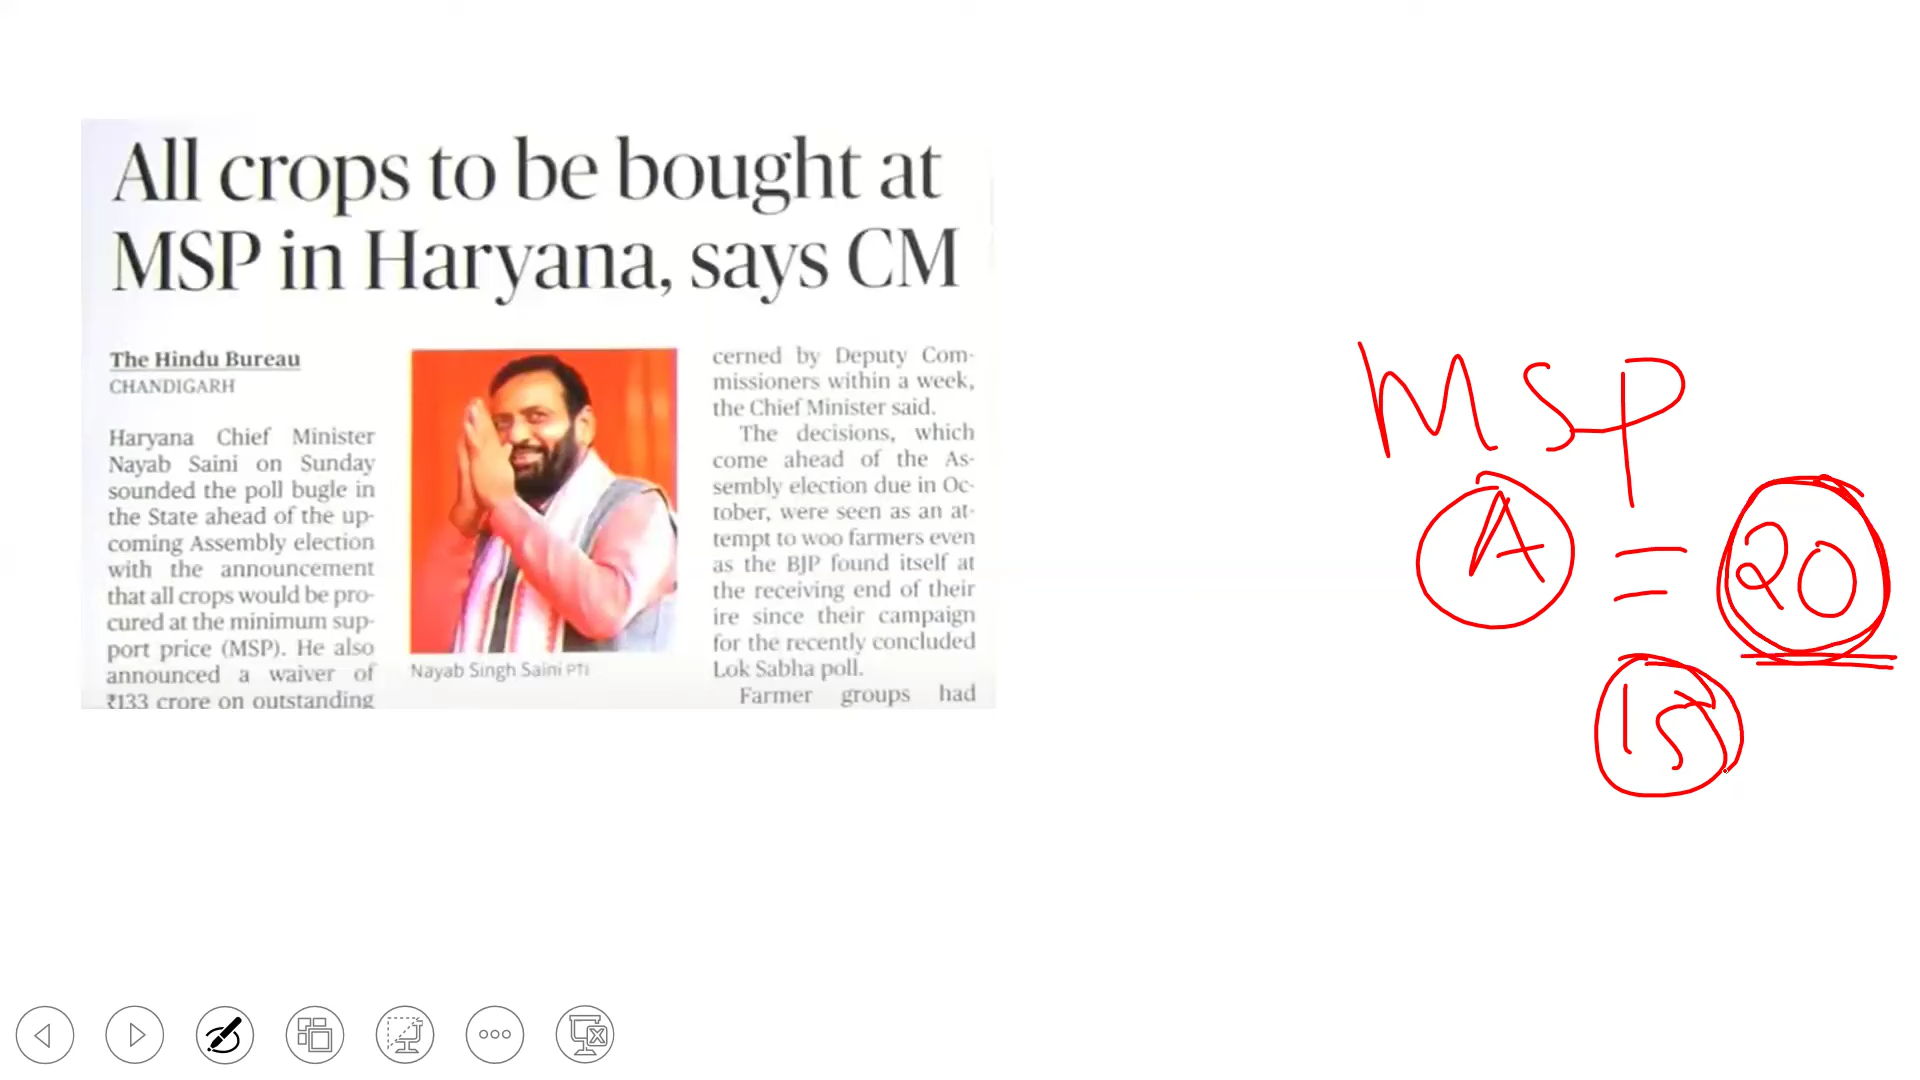 All crops to be bought at
MSP in Haryana, says CM
The Hindu Bureau
CHANDIGARH
Haryana Chief Minister
Nayab Saini on Sunday
sounded the poll bugle in
the State ahead of the up-
coming Assembly election
with the announcement
that all crops would be pro-
cured at the minimum sup-
port price (MSP). He also
announced a waiver of
₹133 crore on outstanding
Nayab Singh Saini PTI
cerned by Deputy Com-
missioners within a week,
the Chief Minister said.
The decisions, which
come ahead of the As-
sembly election due in Oc-
tober, were seen as an at-
tempt to woo farmers even
as the BJP found itself at
the receiving end of their
ire since their campaign
for the recently concluded
Lok Sabha poll.
Farmer groups had
MSP
A = 20
15